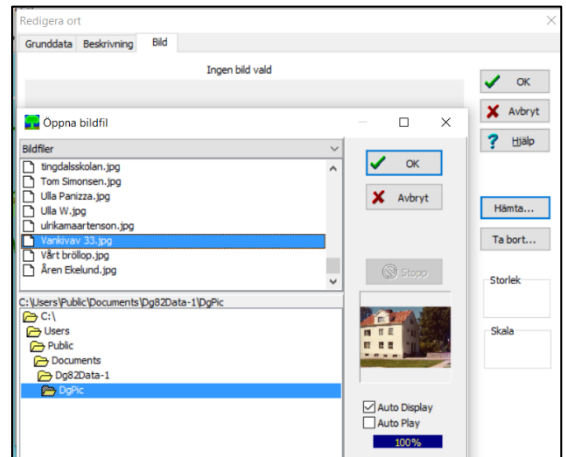 Redigera ort
Grunddata Beskrivning Bild
Ingen bild vald
OK
Avbryt
Hjälp
Hämta...
Ta bort...
Storlek
Skala
Öppna bildfil
Bildfiler
tingdalsskolan.jpg
Tom Simonsen.jpg
Ulla Panizza.jpg
Ulla W.jpg
ulrikamaartenson.jpg
Vankivav 33.jpg
Vårt bröllop.jpg
Åren Ekelund.jpg
OK
Avbryt
Stopp
C:\Users\Public\Documents\Dg82Data-1\DgPic
C:\
Users
Public
Documents
Dg82Data-1
DgPic
Auto Display
Auto Play
100%